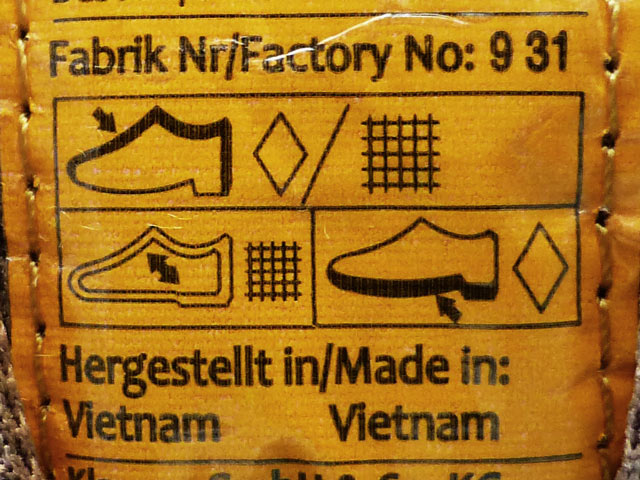 Fabrik Nr/Factory No: 9 31
Hergestellt in/Made in:
Vietnam Vietnam